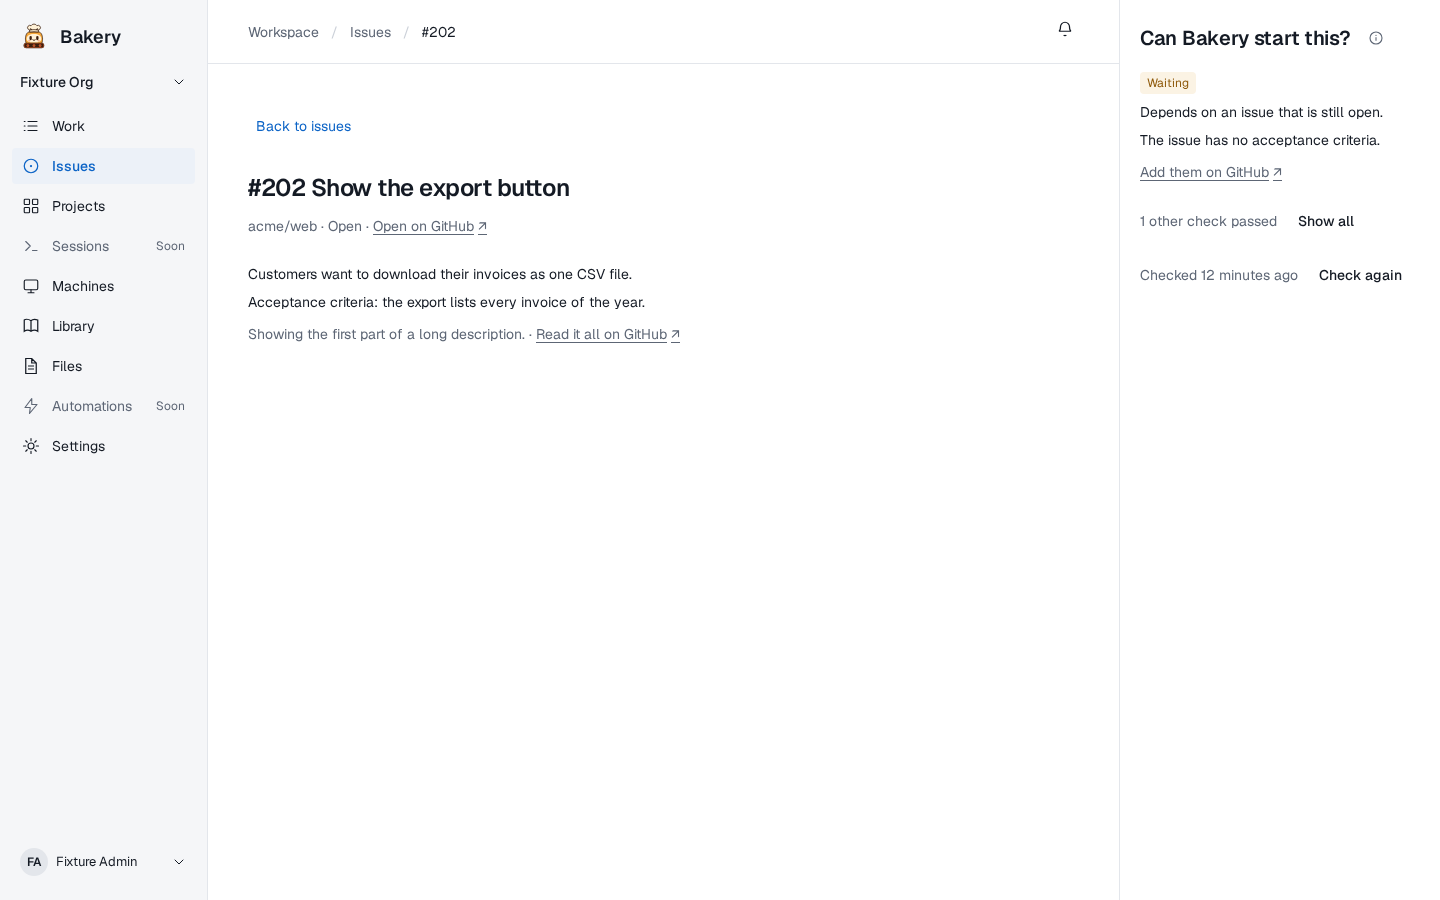 Bakery
Fixture Org
Work
Issues
Projects
Sessions Soon
Machines
Library
Files
Automations Soon
Settings
FA Fixture Admin
Workspace / Issues / #202
Back to issues
#202 Show the export button
acme/web · Open · Open on GitHub ↗
Customers want to download their invoices as one CSV file.
Acceptance criteria: the export lists every invoice of the year.
Showing the first part of a long description. · Read it all on GitHub ↗
Can Bakery start this?
Waiting
Depends on an issue that is still open.
The issue has no acceptance criteria.
Add them on GitHub ↗
1 other check passed Show all
Checked 12 minutes ago Check again